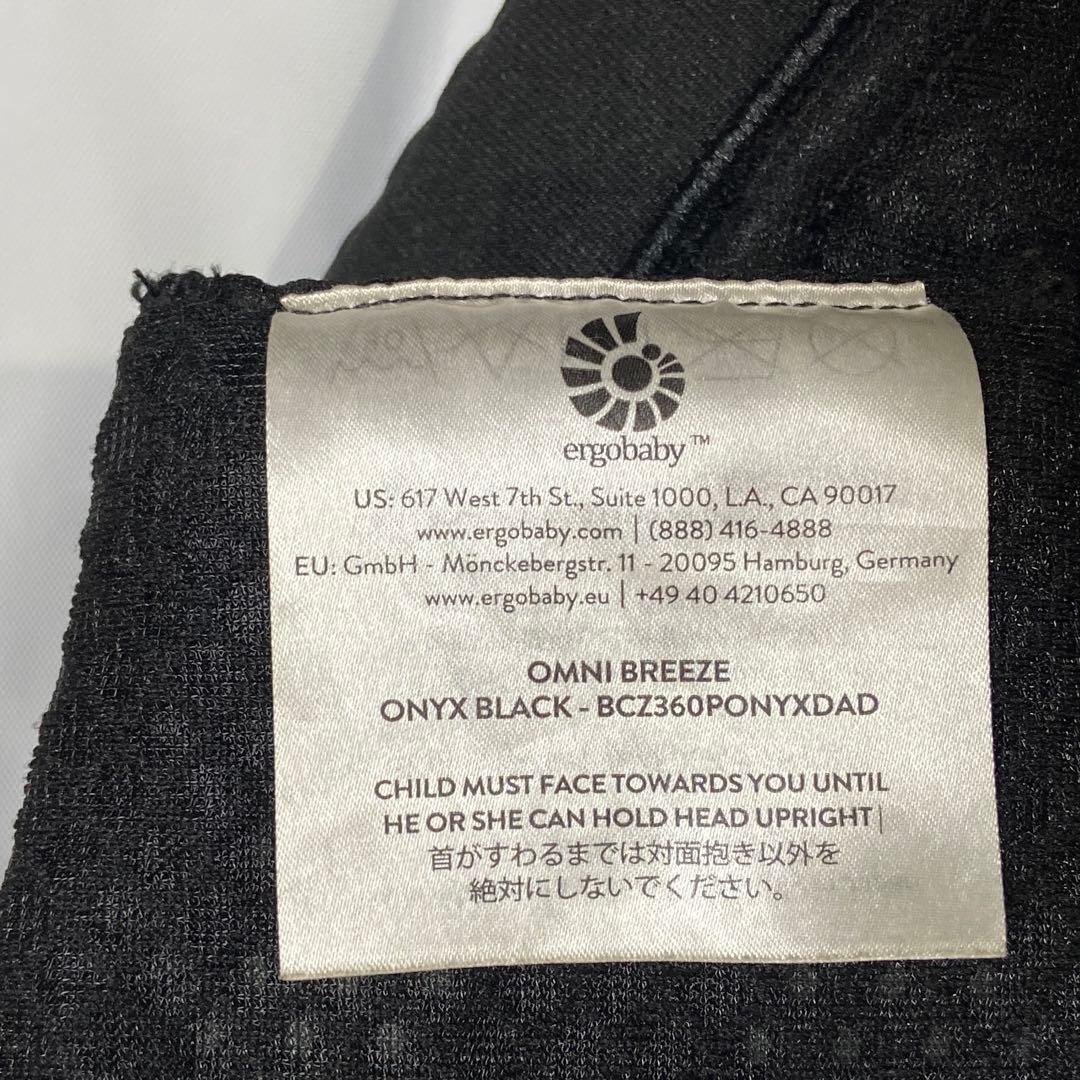 ergobaby™
US: 617 West 7th St., Suite 1000, L.A., CA 90017
www.ergobaby.com | (888) 416-4888
EU: GmbH - Mönckebergstr. 11 - 20095 Hamburg, Germany
www.ergobaby.eu | +49 40 4210650
OMNI BREEZE
ONYX BLACK - BCZ360PONYXDAD
CHILD MUST FACE TOWARDS YOU UNTIL
HE OR SHE CAN HOLD HEAD UPRIGHT |
首がすわるまでは対面抱き以外を
絶対にしないでください。